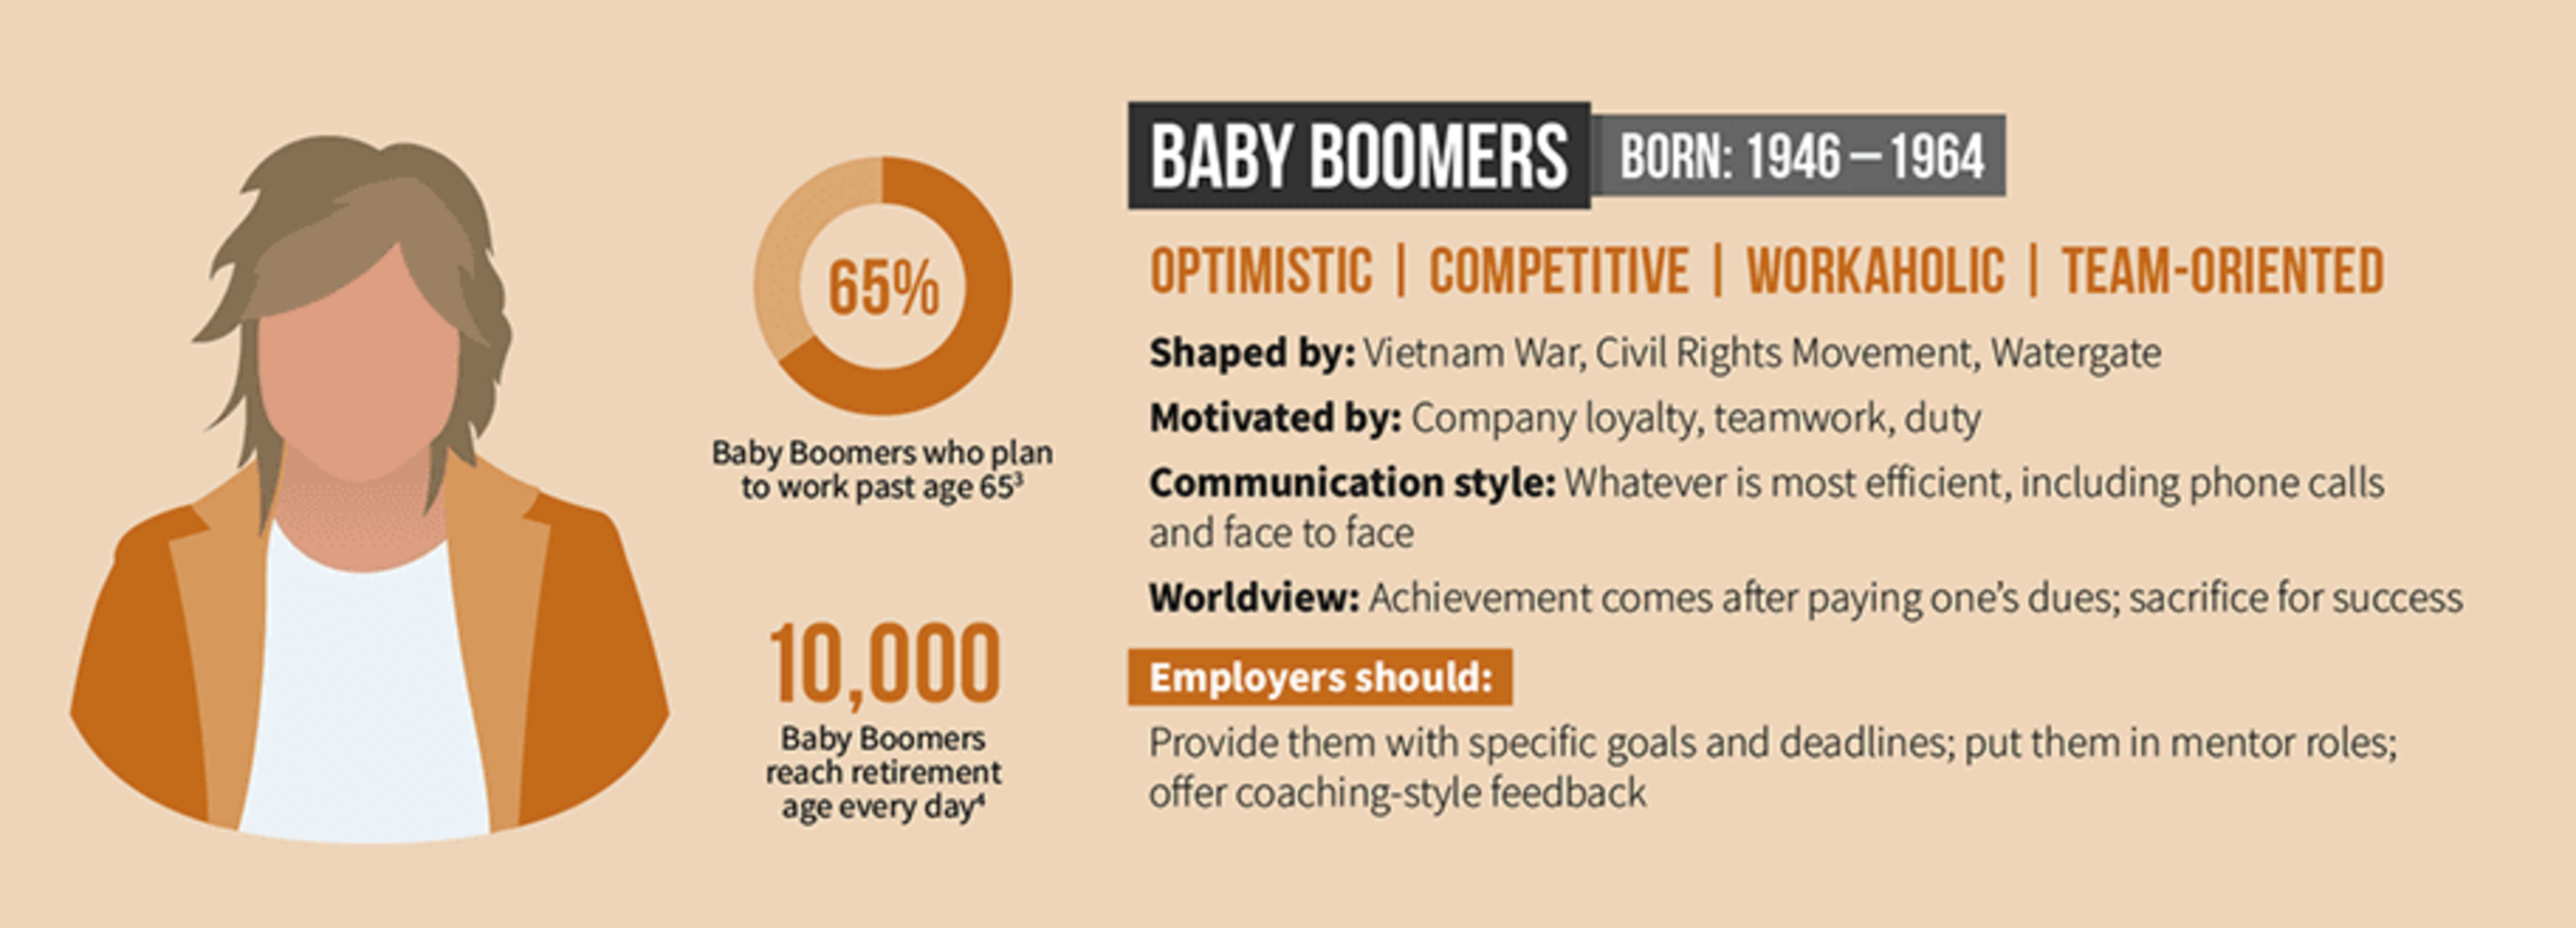 BABY BOOMERS BORN: 1946 – 1964
OPTIMISTIC | COMPETITIVE | WORKAHOLIC | TEAM-ORIENTED
65%
Baby Boomers who plan
to work past age 65³
10,000
Baby Boomers
reach retirement
age every day⁴
Shaped by: Vietnam War, Civil Rights Movement, Watergate
Motivated by: Company loyalty, teamwork, duty
Communication style: Whatever is most efficient, including phone calls
and face to face
Worldview: Achievement comes after paying one’s dues; sacrifice for success
Employers should:
Provide them with specific goals and deadlines; put them in mentor roles;
offer coaching-style feedback